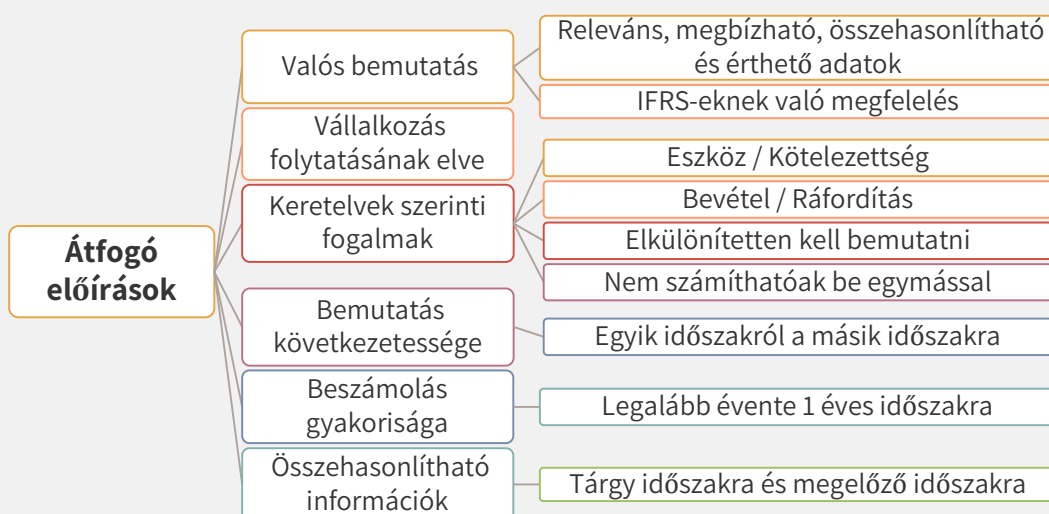 Átfogó
előírások
Valós bemutatás
Releváns, megbízható, összehasonlítható
és érthető adatok
IFRS-eknek való megfelelés
Vállalkozás
folytatásának elve
Keretelvek szerinti
fogalmak
Eszköz / Kötelezettség
Bevétel / Ráfordítás
Elkülönítetten kell bemutatni
Nem számíthatóak be egymással
Bemutatás
következetessége
Egyik időszakról a másik időszakra
Beszámolás
gyakorisága
Legalább évente 1 éves időszakra
Összehasonlítható
információk
Tárgy időszakra és megelőző időszakra